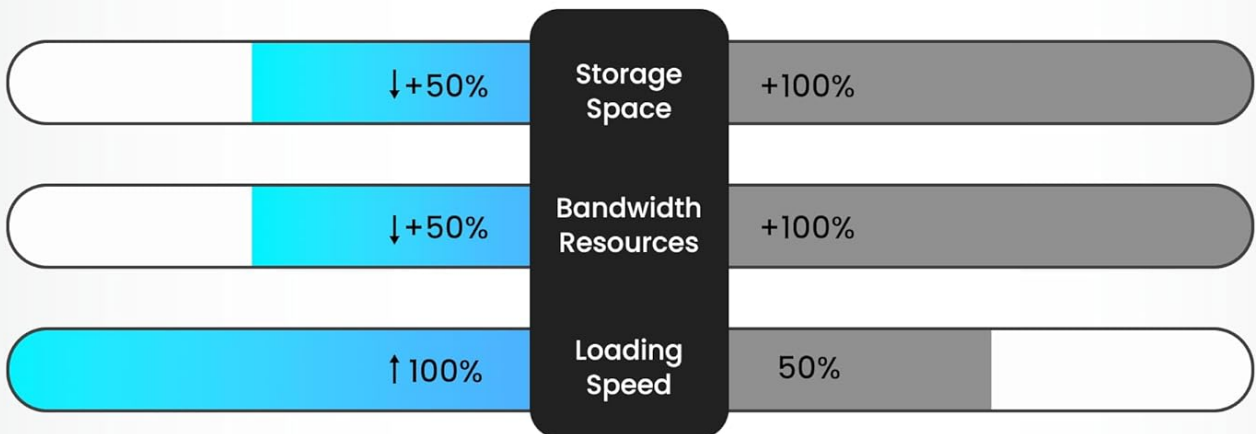 ↓+50%
Storage
Space
+100%
↓+50%
Bandwidth
Resources
+100%
↑100%
Loading
Speed
50%